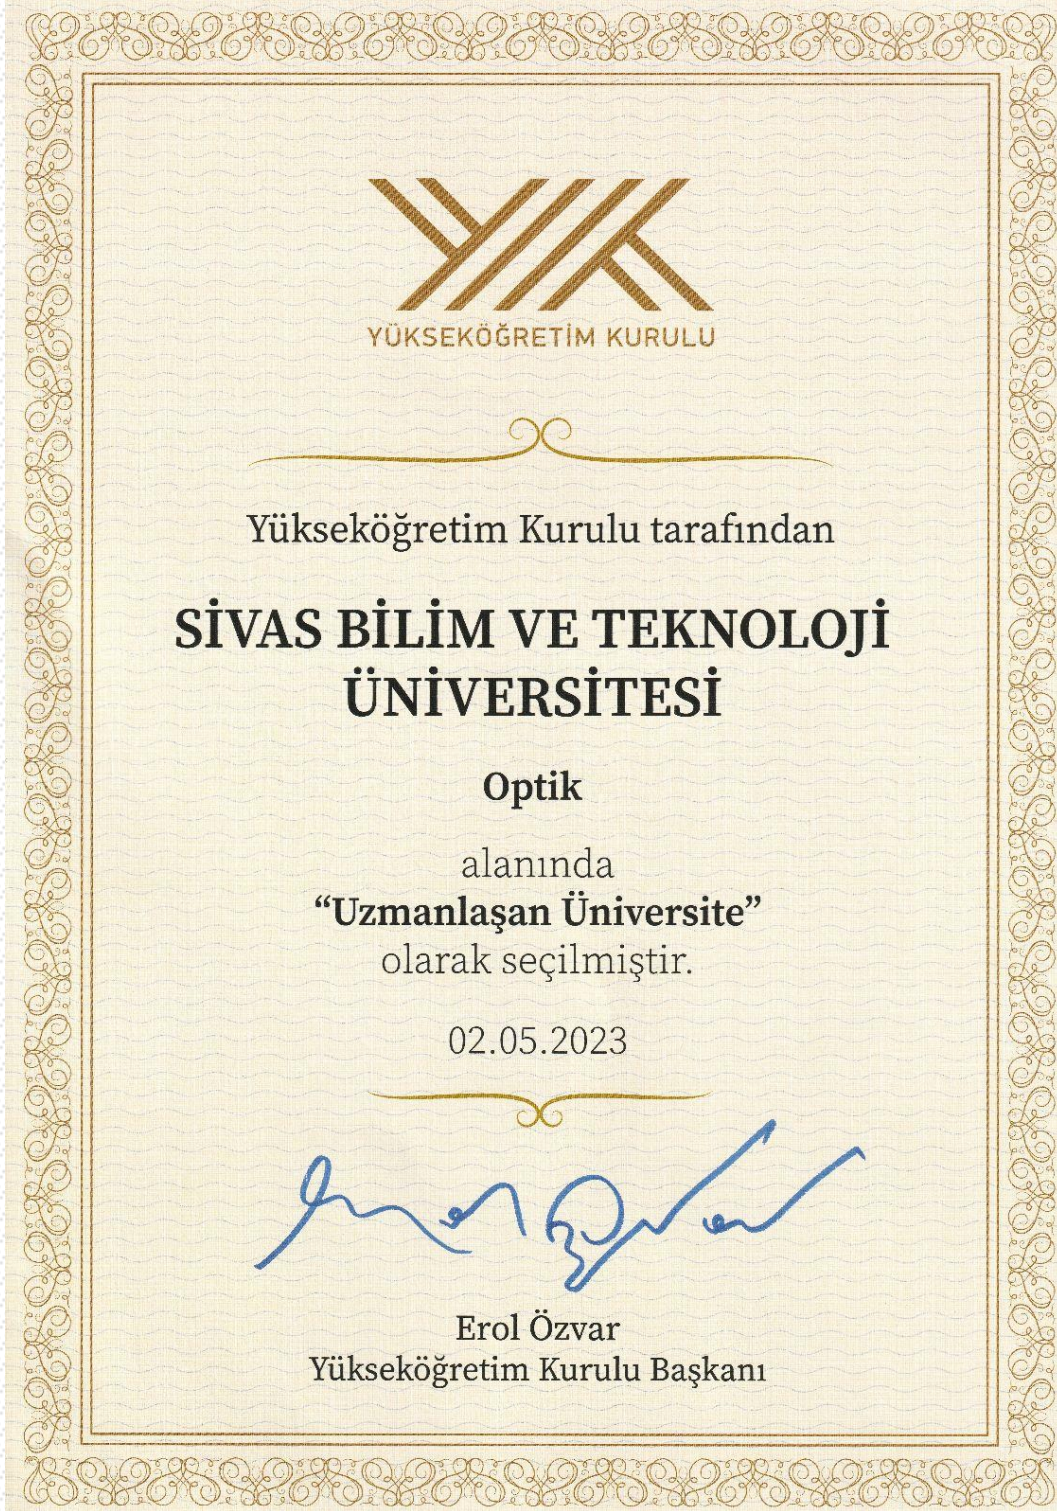 YÜKSEKÖĞRETİM KURULU
Yükseköğretim Kurulu tarafından
SİVAS BİLİM VE TEKNOLOJİ
ÜNİVERSİTESİ
Optik
alanında
“Uzmanlaşan Üniversite”
olarak seçilmiştir.
02.05.2023
Erol Özvar
Yükseköğretim Kurulu Başkanı